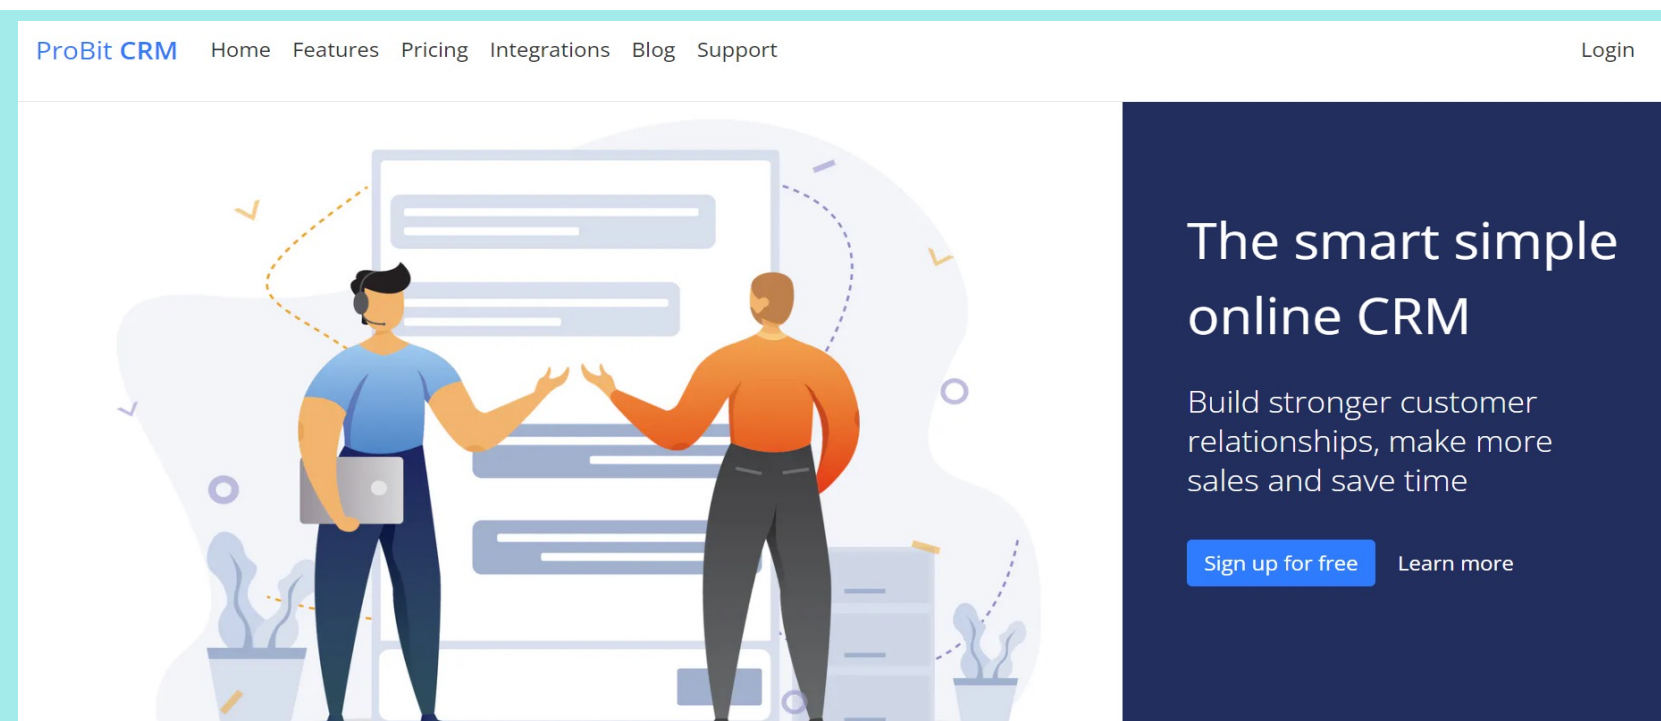 ProBit CRM Home Features Pricing Integrations Blog Support Login
The smart simple
online CRM
Build stronger customer
relationships, make more
sales and save time
Sign up for free Learn more